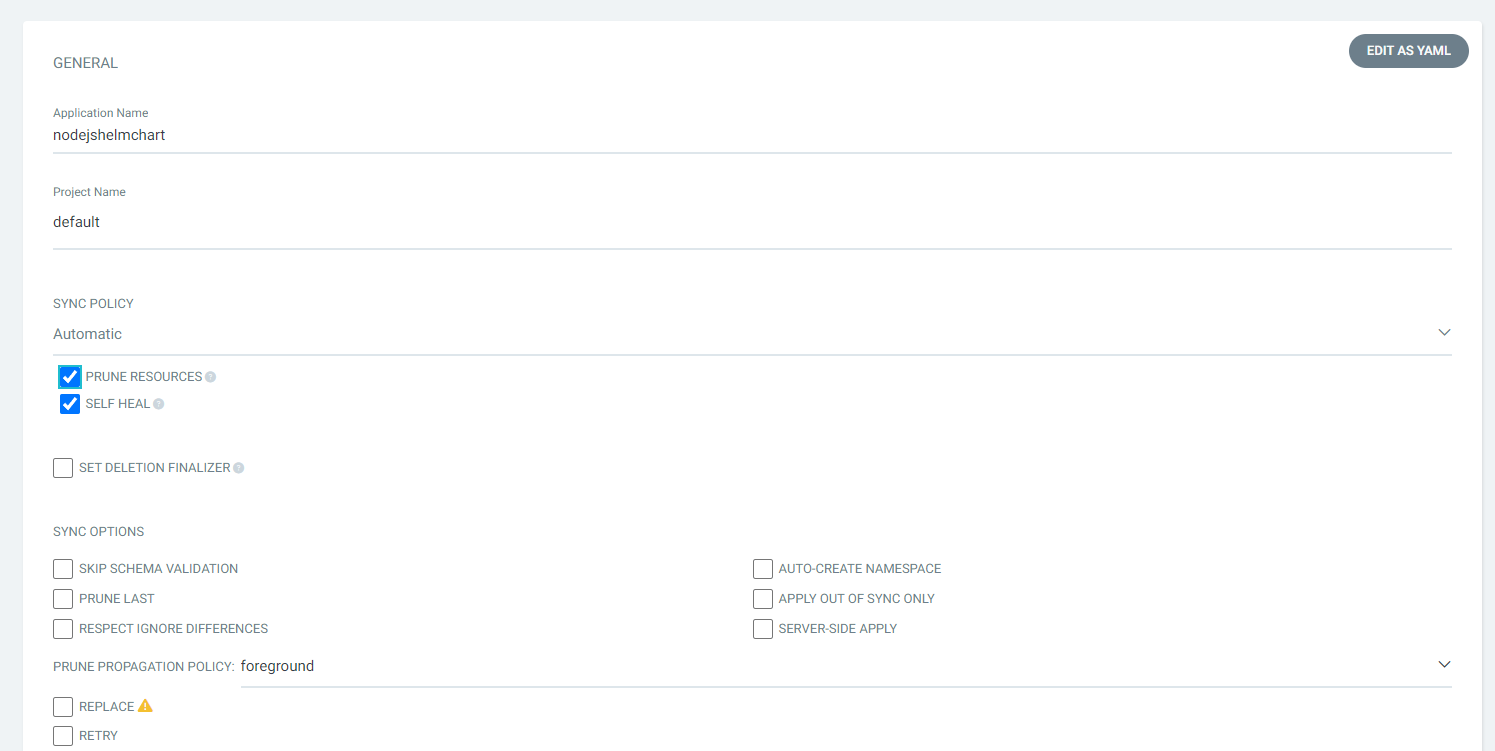 GENERAL
EDIT AS YAML
Application Name
nodejshelmchart
Project Name
default
SYNC POLICY
Automatic
PRUNE RESOURCES ?
SELF HEAL ?
SET DELETION FINALIZER ?
SYNC OPTIONS
SKIP SCHEMA VALIDATION
AUTO-CREATE NAMESPACE
PRUNE LAST
APPLY OUT OF SYNC ONLY
RESPECT IGNORE DIFFERENCES
SERVER-SIDE APPLY
PRUNE PROPAGATION POLICY: foreground
REPLACE
RETRY